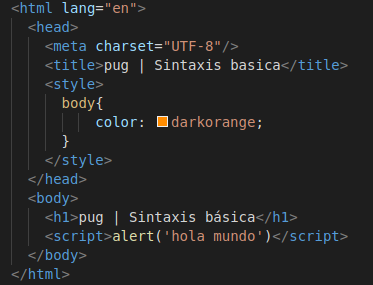 <html lang="en">
<head>
<meta charset="UTF-8"/>
<title>pug | Sintaxis basica</title>
<style>
body{
color: darkorange;
}
</style>
</head>
<body>
<h1>pug | Sintaxis básica</h1>
<script>alert('hola mundo')</script>
</body>
</html>